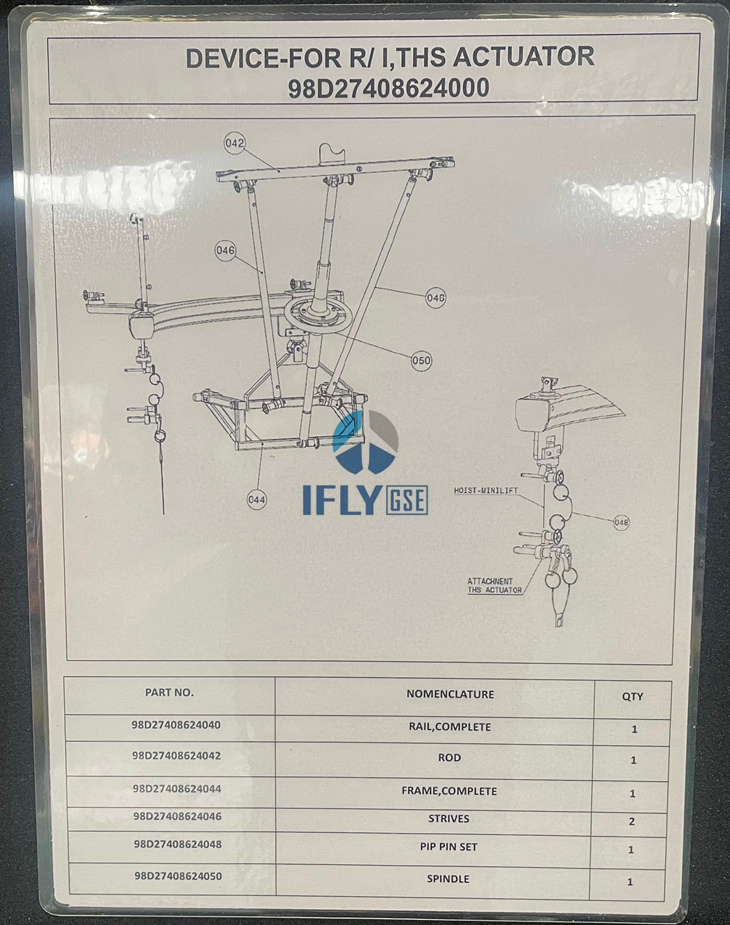 DEVICE-FOR R/ I,THS ACTUATOR
98D27408624000
042
046
048
050
044
HOIST-MINILIFT
048
ATTACHMENT
THS ACTUATOR
IFLY GSE
PART NO. NOMENCLATURE QTY
98D27408624040 RAIL,COMPLETE 1
98D27408624042 ROD 1
98D27408624044 FRAME,COMPLETE 1
98D27408624046 STRIVES 2
98D27408624048 PIP PIN SET 1
98D27408624050 SPINDLE 1